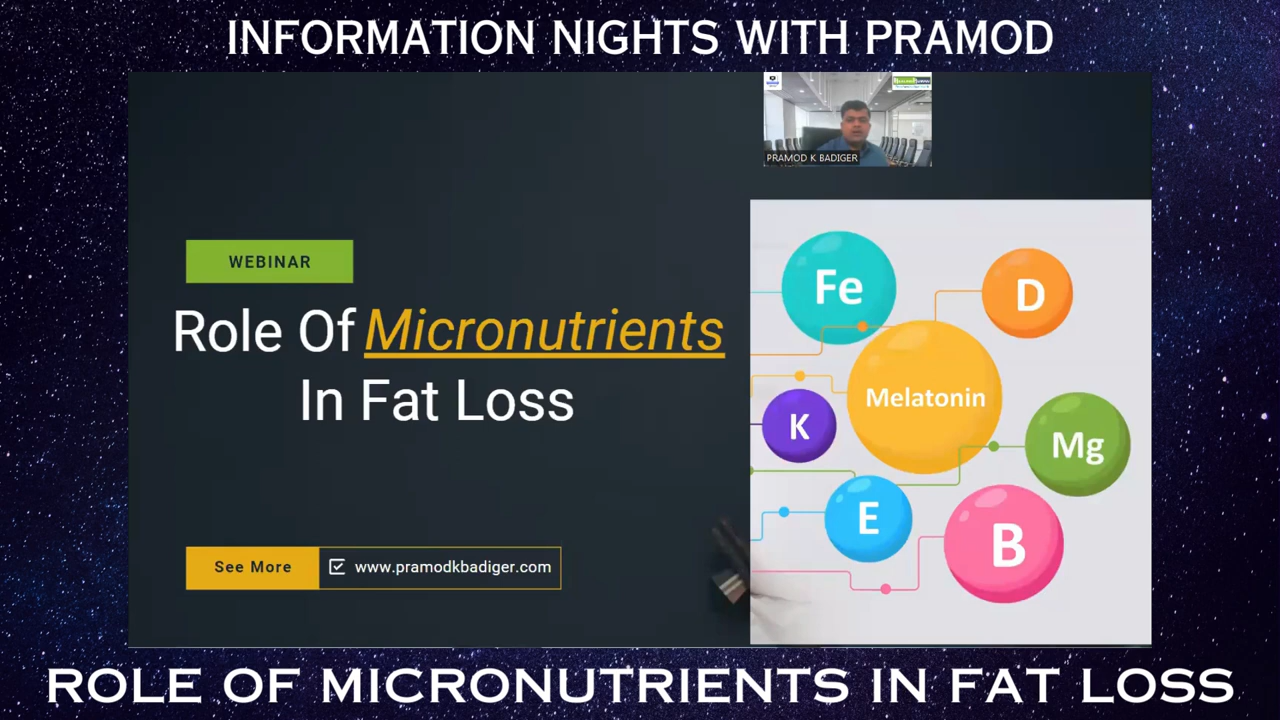 INFORMATION NIGHTS WITH PRAMOD
PRAMOD K BADIGER
WEBINAR
Role Of Micronutrients
In Fat Loss
See More
www.pramodkbadiger.com
Fe
D
Melatonin
K
Mg
E
B
ROLE OF MICRONUTRIENTS IN FAT LOSS